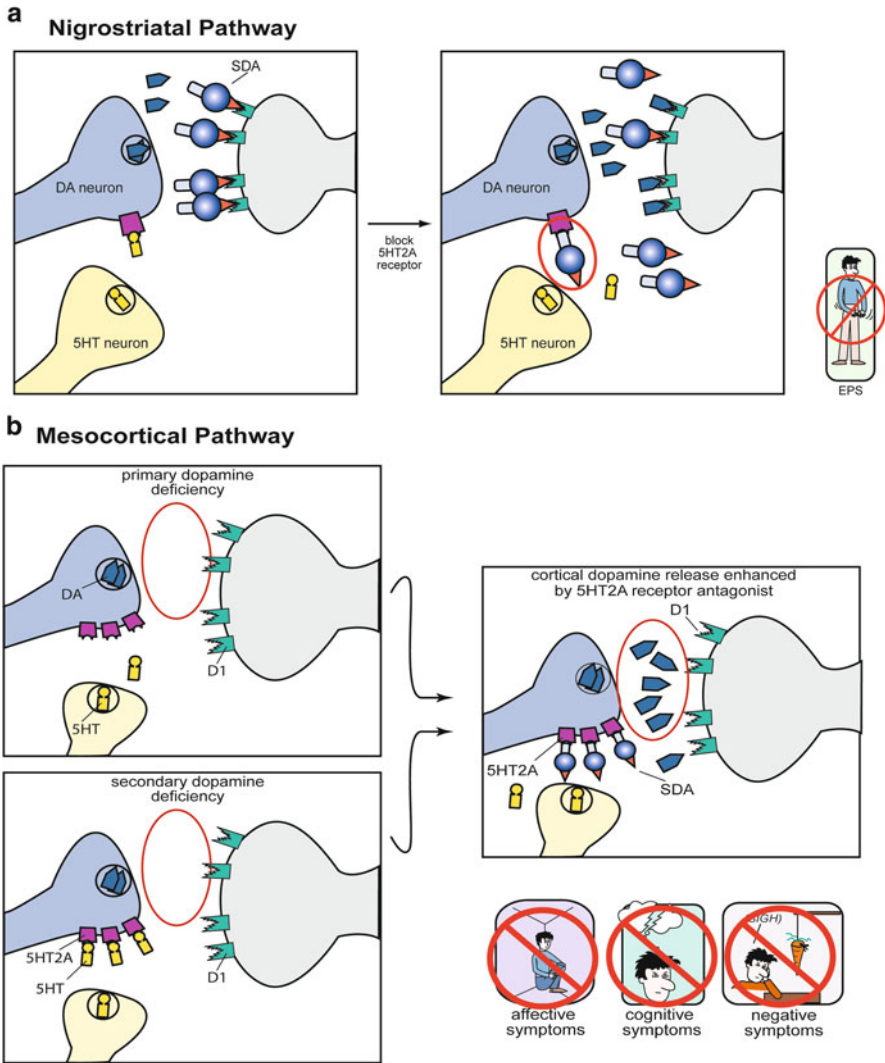 a
Nigrostriatal Pathway
SDA
DA neuron
5HT neuron
block
5HT2A
receptor
DA neuron
5HT neuron
EPS
b
Mesocortical Pathway
primary dopamine
deficiency
DA
D1
5HT
secondary dopamine
deficiency
5HT2A
5HT
D1
cortical dopamine release enhanced
by 5HT2A receptor antagonist
D1
5HT2A
SDA
affective
symptoms
cognitive
symptoms
negative
symptoms